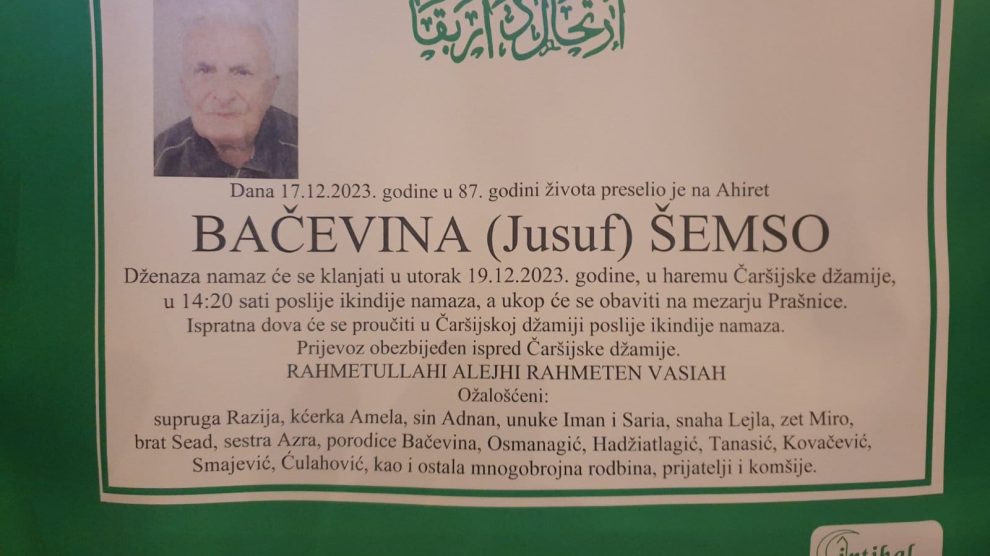 Dana 17.12.2023. godine u 87. godini života preselio je na Ahiret
BAČEVINA (Jusuf) ŠEMSO
Dženaza namaz će se klanjati u utorak 19.12.2023. godine, u haremu Čaršijske džamije,
u 14:20 sati poslije ikindije namaza, a ukop će se obaviti na mezarju Prašnice.
Ispratna dova će se proučiti u Čaršijskoj džamiji poslije ikindije namaza.
Prijevoz obezbijeđen ispred Čaršijske džamije.
RAHMETULLAHI ALEJHI RAHMETEN VASIAH
Ožalošćeni:
supruga Razija, kćerka Amela, sin Adnan, unuke Iman i Saria, snaha Lejla, zet Miro,
brat Sead, sestra Azra, porodice Bačevina, Osmanagić, Hadžiatlagić, Tanasić, Kovačević,
Smajević, Ćulahović, kao i ostala mnogobrojna rodbina, prijatelji i komšije.
intihal